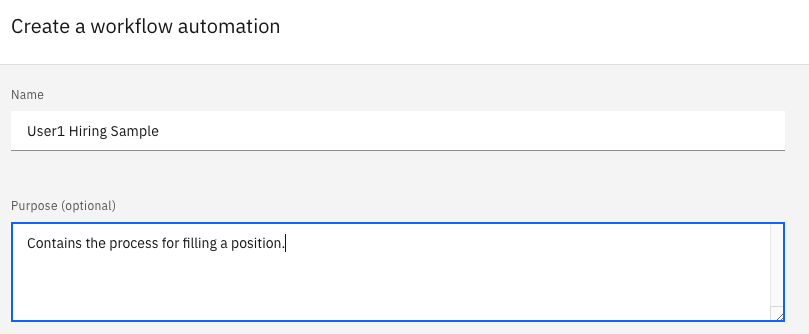 Create a workflow automation
Name
User1 Hiring Sample
Purpose (optional)
Contains the process for filling a position.